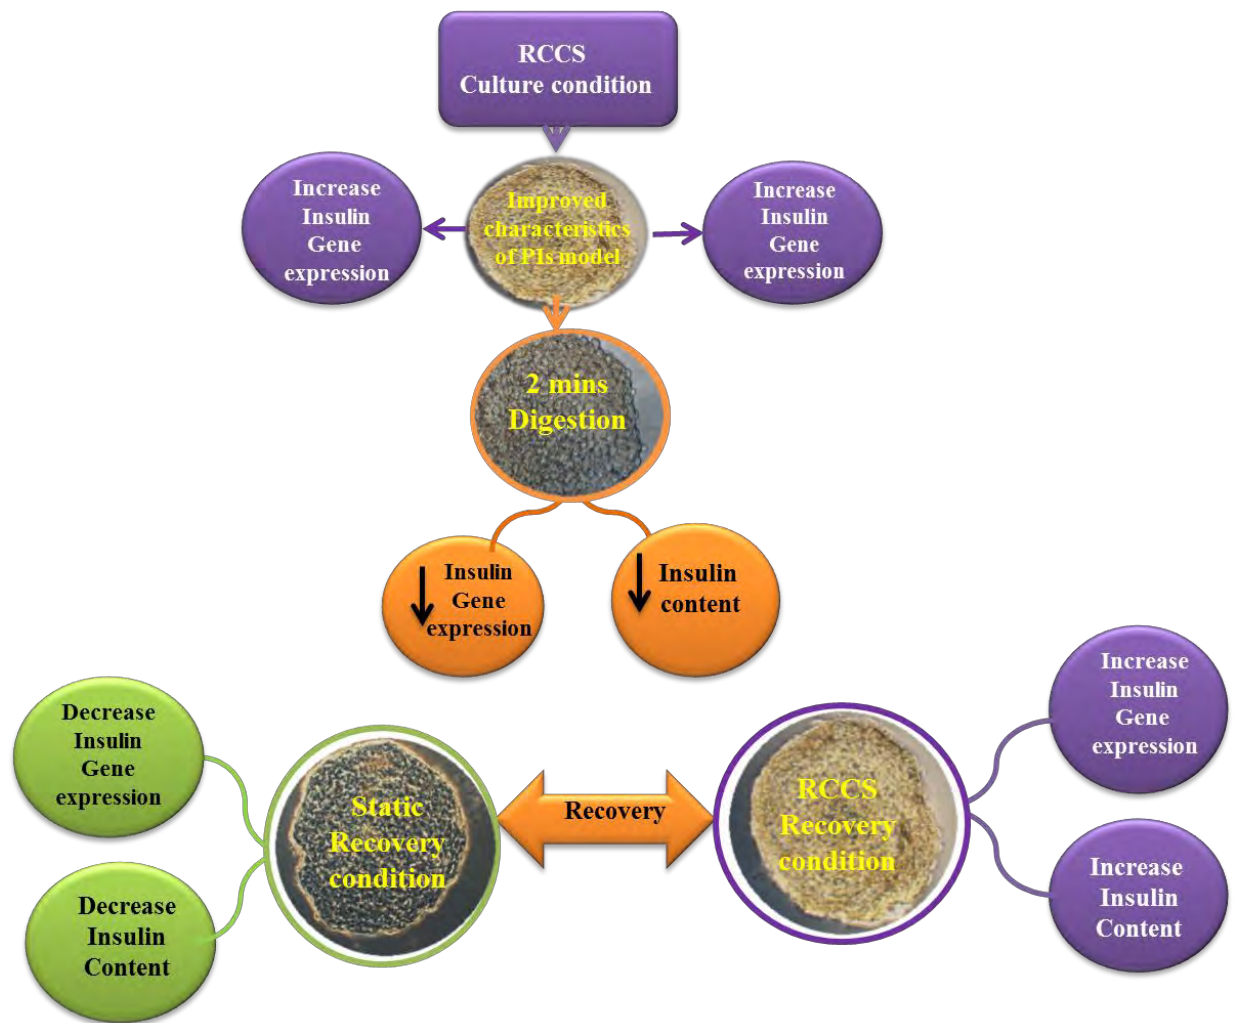 RCCS
Culture condition
Increase
Insulin
Gene
expression
Improved
characteristics
of PIs model
Increase
Insulin
Gene
expression
2 mins
Digestion
Insulin
Gene
expression
Insulin
content
Decrease
Insulin
Gene
expression
Decrease
Insulin
Content
Static
Recovery
condition
Recovery
RCCS
Recovery
condition
Increase
Insulin
Gene
expression
Increase
Insulin
Content